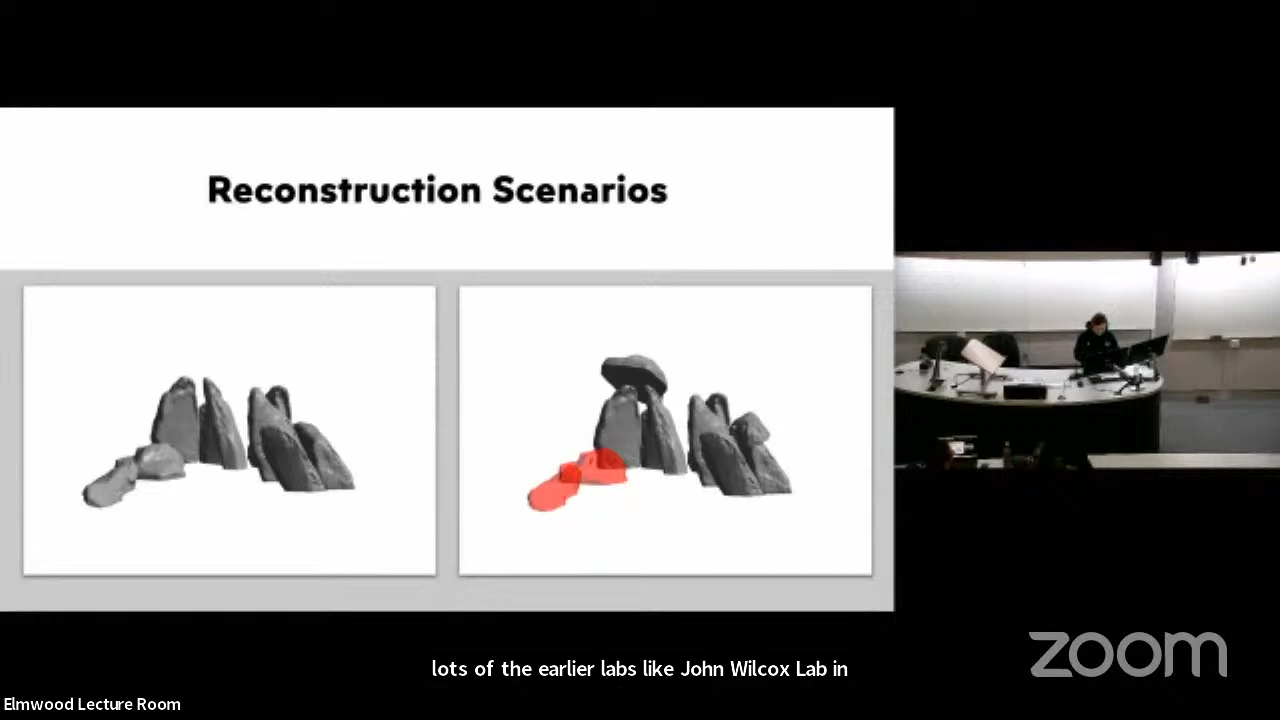 Reconstruction Scenarios
lots of the earlier labs like John Wilcox Lab in
zoom
Elmwood Lecture Room